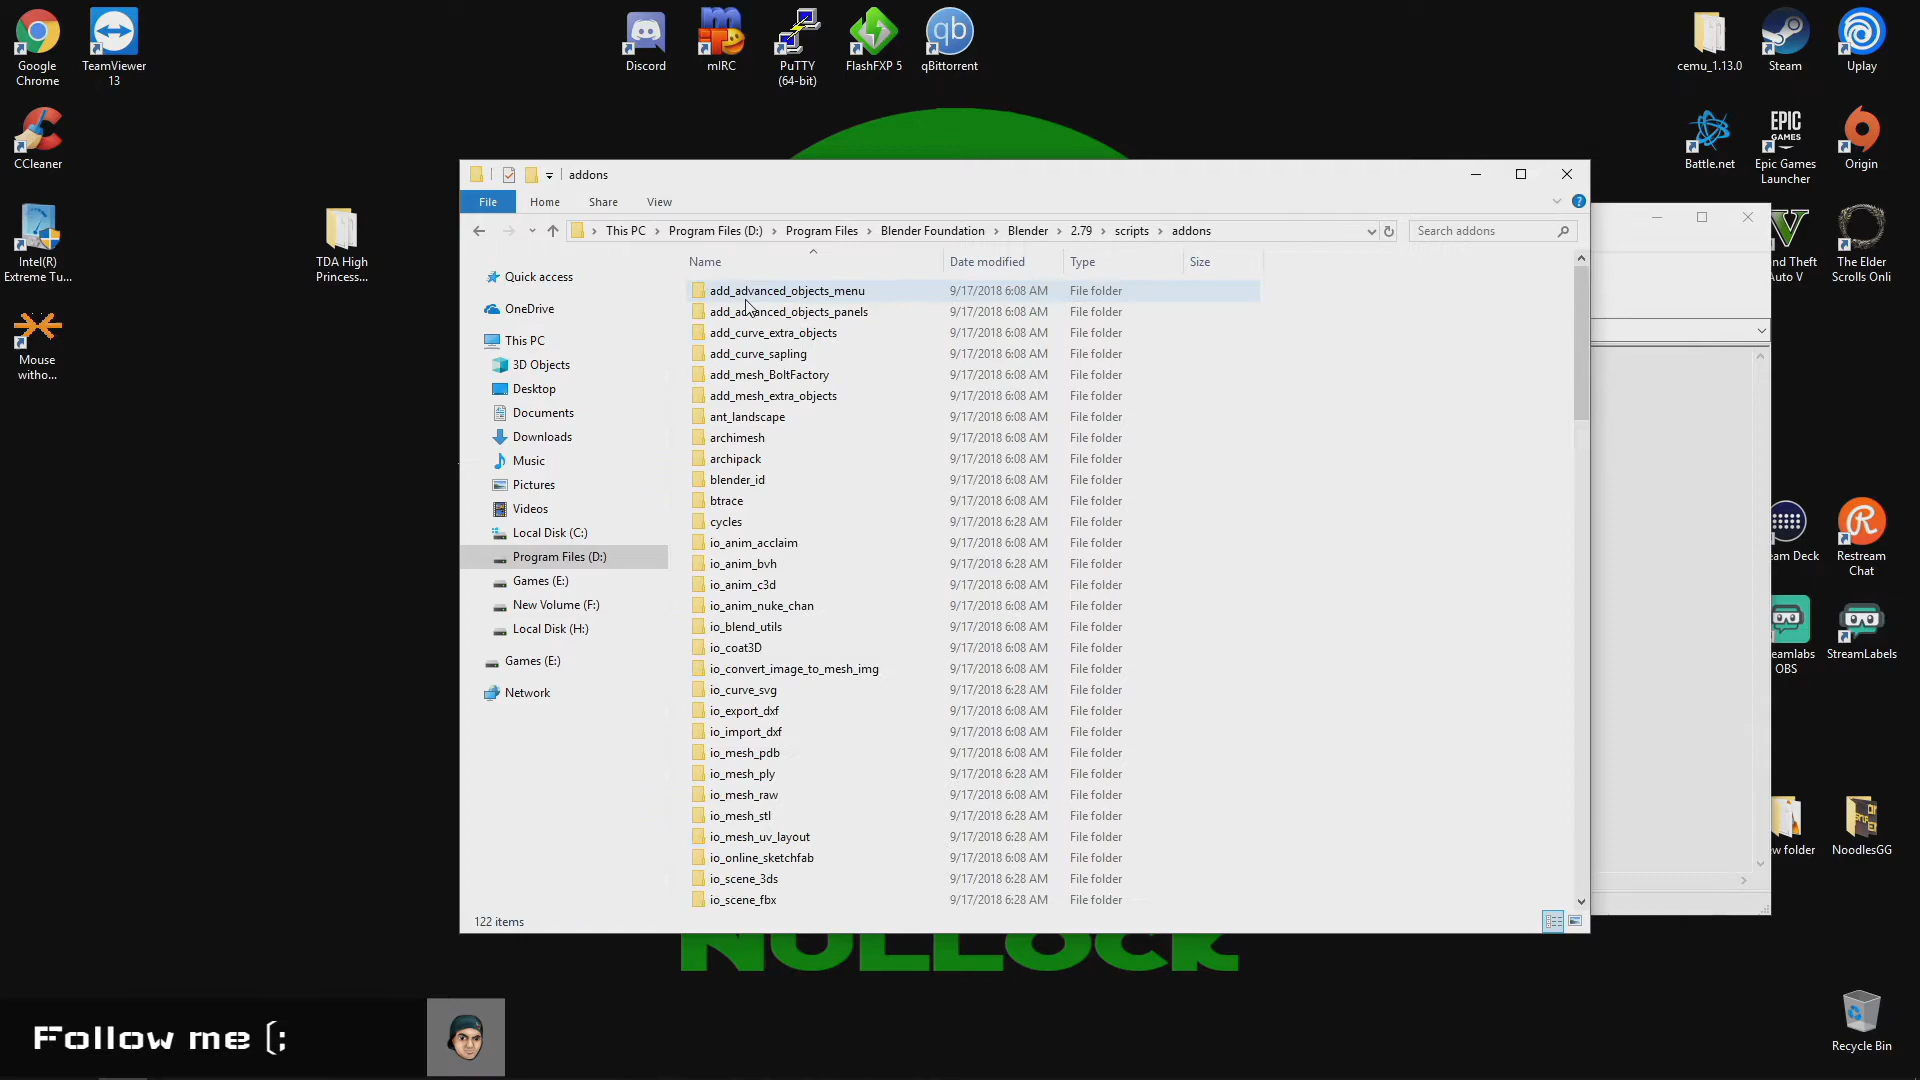 Google
Chrome
TeamViewer
13
Discord
mIRC
PuTTY
(64-bit)
FlashFXP 5
qBittorrent
cemu_1.13.0
Steam
Uplay
CCleaner
Battle.net
Epic Games
Launcher
Origin
Intel(R)
Extreme Tu...
TDA High
Princess...
nd Theft
Auto V
The Elder
Scrolls Onli
Mouse
witho...
eam Deck
Restream
Chat
eamlabs
OBS
StreamLabels
ew folder
NoodlesGG
Recycle Bin
addons
File
Home
Share
View
This PC
Program Files (D:)
Program Files
Blender Foundation
Blender
2.79
scripts
addons
Search addons
Quick access
OneDrive
This PC
3D Objects
Desktop
Documents
Downloads
Music
Pictures
Videos
Local Disk (C:)
Program Files (D:)
Games (E:)
New Volume (F:)
Local Disk (H:)
Games (E:)
Network
Name Date modified Type Size
add_advanced_objects_menu 9/17/2018 6:08 AM File folder
add_advanced_objects_panels 9/17/2018 6:08 AM File folder
add_curve_extra_objects 9/17/2018 6:08 AM File folder
add_curve_sapling 9/17/2018 6:08 AM File folder
add_mesh_BoltFactory 9/17/2018 6:08 AM File folder
add_mesh_extra_objects 9/17/2018 6:08 AM File folder
ant_landscape 9/17/2018 6:08 AM File folder
archimesh 9/17/2018 6:08 AM File folder
archipack 9/17/2018 6:08 AM File folder
blender_id 9/17/2018 6:08 AM File folder
btrace 9/17/2018 6:08 AM File folder
cycles 9/17/2018 6:28 AM File folder
io_anim_acclaim 9/17/2018 6:08 AM File folder
io_anim_bvh 9/17/2018 6:28 AM File folder
io_anim_c3d 9/17/2018 6:08 AM File folder
io_anim_nuke_chan 9/17/2018 6:08 AM File folder
io_blend_utils 9/17/2018 6:08 AM File folder
io_coat3D 9/17/2018 6:08 AM File folder
io_convert_image_to_mesh_img 9/17/2018 6:08 AM File folder
io_curve_svg 9/17/2018 6:28 AM File folder
io_export_dxf 9/17/2018 6:08 AM File folder
io_import_dxf 9/17/2018 6:08 AM File folder
io_mesh_pdb 9/17/2018 6:08 AM File folder
io_mesh_ply 9/17/2018 6:28 AM File folder
io_mesh_raw 9/17/2018 6:08 AM File folder
io_mesh_stl 9/17/2018 6:28 AM File folder
io_mesh_uv_layout 9/17/2018 6:28 AM File folder
io_online_sketchfab 9/17/2018 6:08 AM File folder
io_scene_3ds 9/17/2018 6:28 AM File folder
io_scene_fbx 9/17/2018 6:28 AM File folder
122 items
NULLOCK
Follow me (;